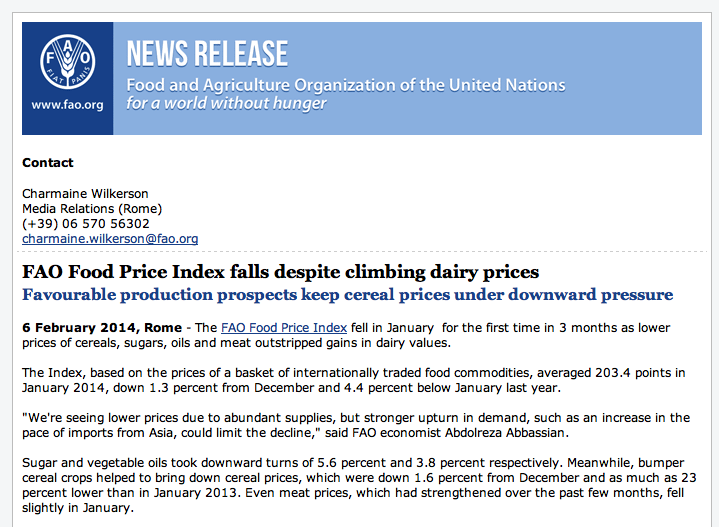 F A O
FIAT PANIS
www.fao.org
NEWS RELEASE
Food and Agriculture Organization of the United Nations
for a world without hunger
Contact
Charmaine Wilkerson
Media Relations (Rome)
(+39) 06 570 56302
charmaine.wilkerson@fao.org
FAO Food Price Index falls despite climbing dairy prices
Favourable production prospects keep cereal prices under downward pressure
6 February 2014, Rome - The FAO Food Price Index fell in January for the first time in 3 months as lower
prices of cereals, sugars, oils and meat outstripped gains in dairy values.
The Index, based on the prices of a basket of internationally traded food commodities, averaged 203.4 points in
January 2014, down 1.3 percent from December and 4.4 percent below January last year.
"We're seeing lower prices due to abundant supplies, but stronger upturn in demand, such as an increase in the
pace of imports from Asia, could limit the decline," said FAO economist Abdolreza Abbassian.
Sugar and vegetable oils took downward turns of 5.6 percent and 3.8 percent respectively. Meanwhile, bumper
cereal crops helped to bring down cereal prices, which were down 1.6 percent from December and as much as 23
percent lower than in January 2013. Even meat prices, which had strengthened over the past few months, fell
slightly in January.